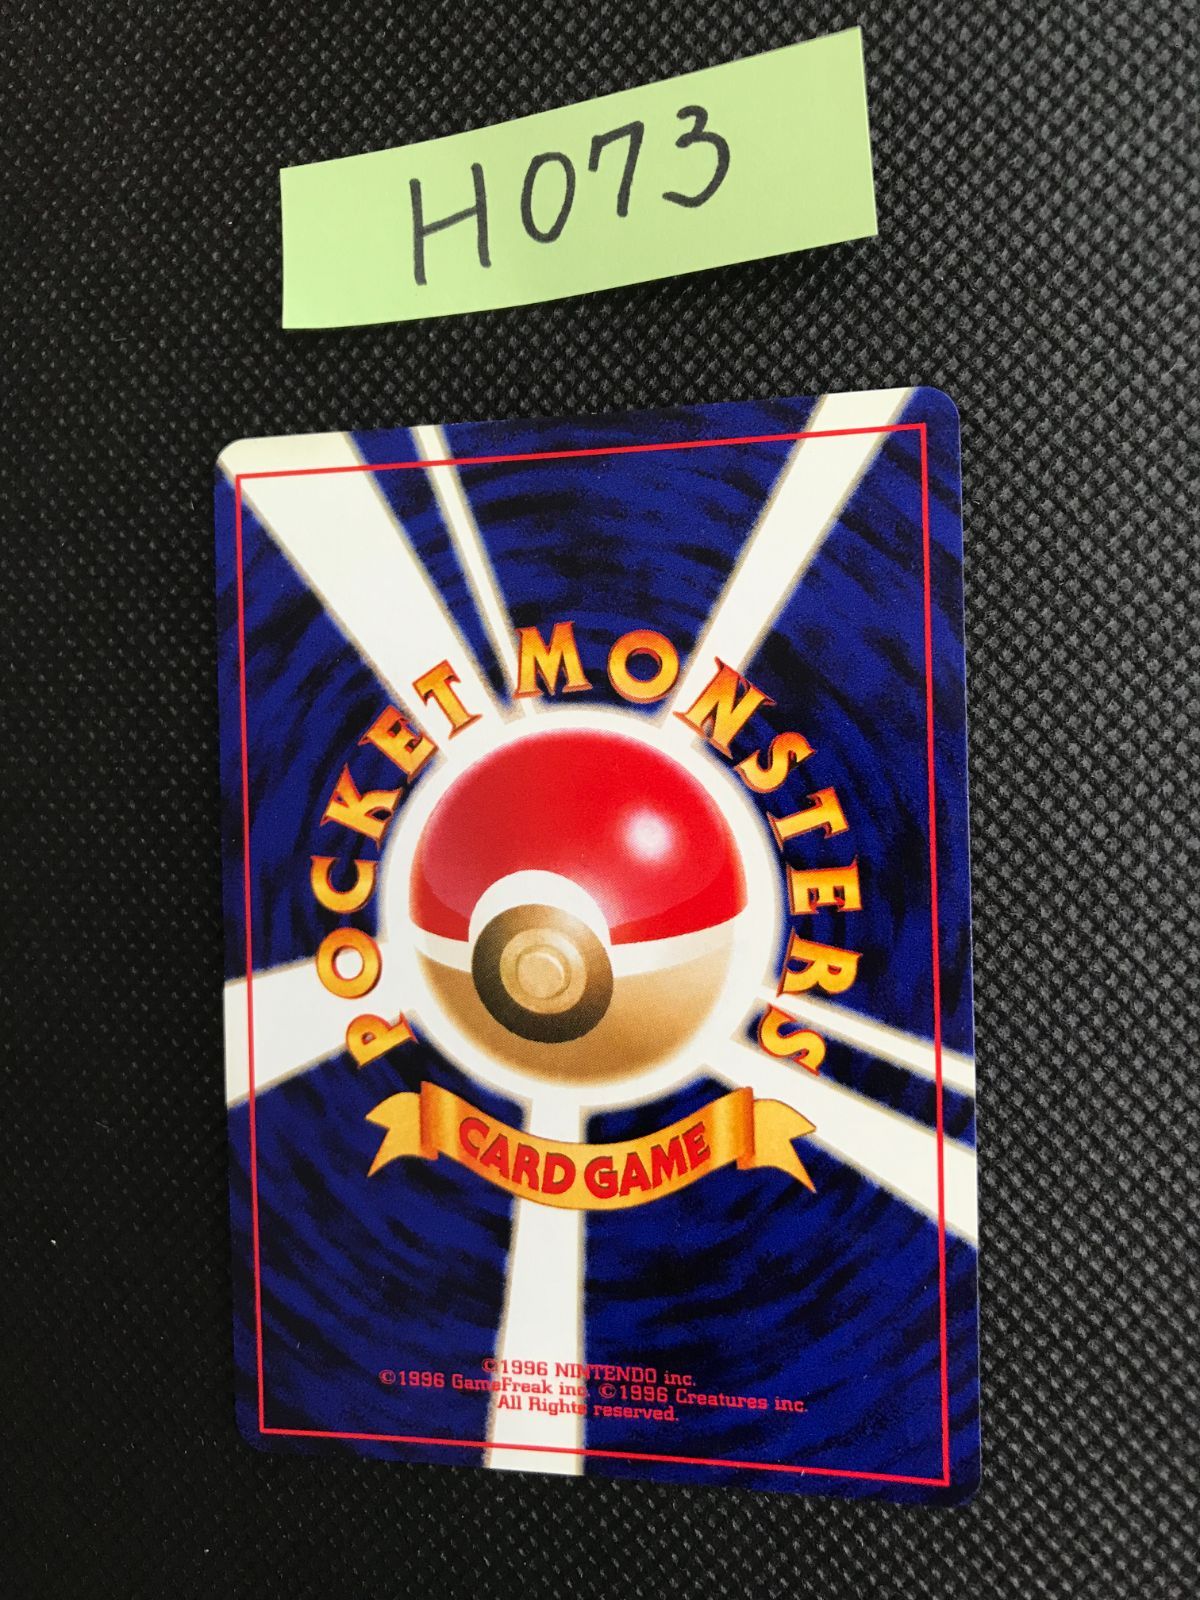 H073
POCKET MONSTERS
CARD GAME
©1996 NINTENDO inc.
©1996 GameFreak inc. ©1996 Creatures inc.
All Rights reserved.